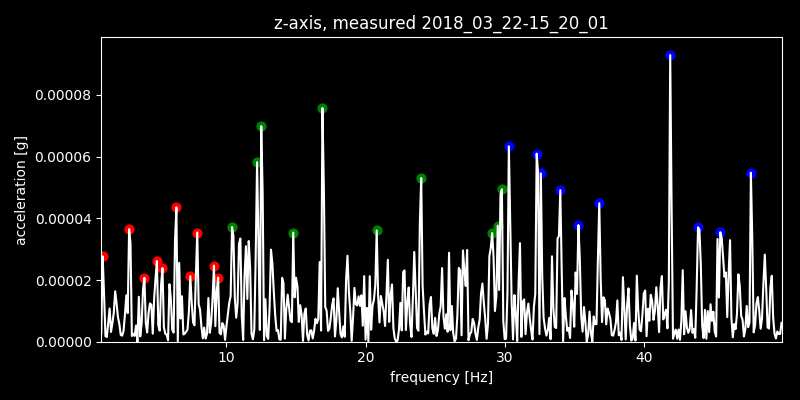 z-axis, measured 2018_03_22-15_20_01
acceleration [g]
0.00008
0.00006
0.00004
0.00002
0.00000
10 20 30 40
frequency [Hz]